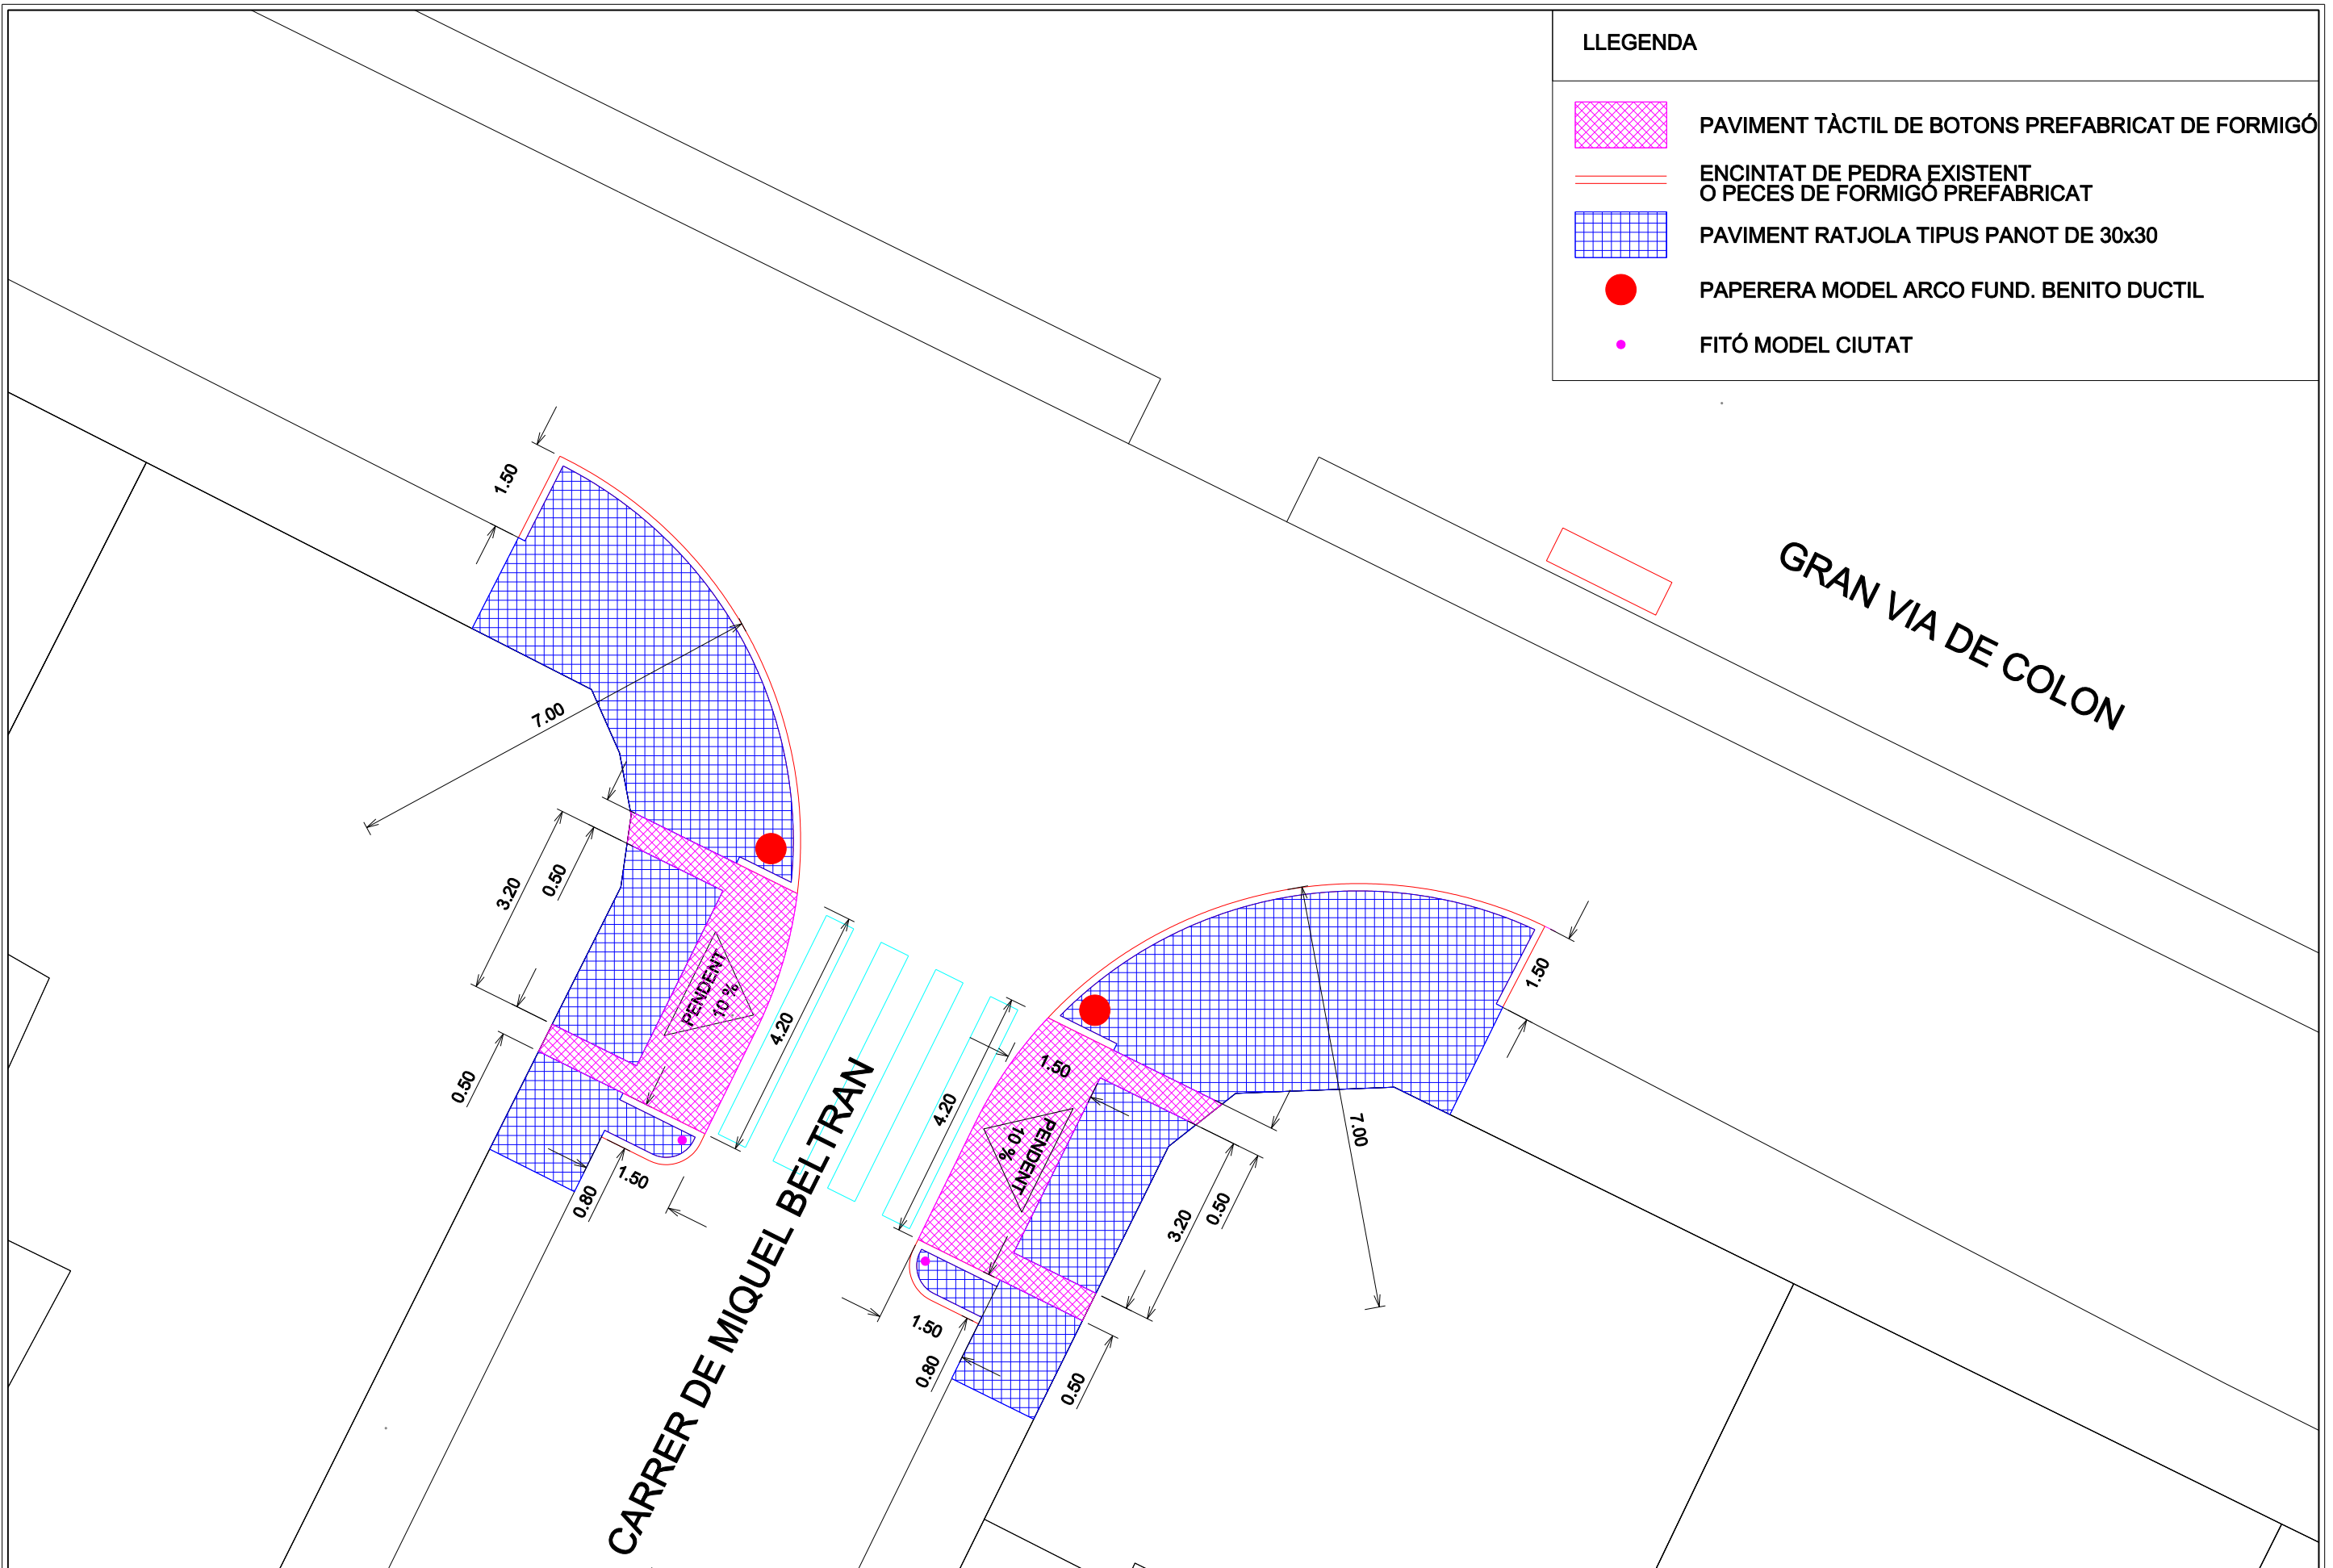 LLEGENDA
PAVIMENT TÀCTIL DE BOTONS PREFABRICAT DE FORMIGÓ
ENCINTAT DE PEDRA EXISTENT
O PECES DE FORMIGÓ PREFABRICAT
PAVIMENT RATJOLA TIPUS PANOT DE 30x30
PAPERERA MODEL ARCO FUND. BENITO DUCTIL
FITÓ MODEL CIUTAT
GRAN VIA DE COLON
1.50
7.00
3.20
0.50
PENDENT
10 %
4.20
0.50
0.80
1.50
CARRER DE MIQUEL BELTRAN
4.20
1.50
1.50
7.00
PENDENT
10 %
3.20
0.50
1.50
0.80
0.50